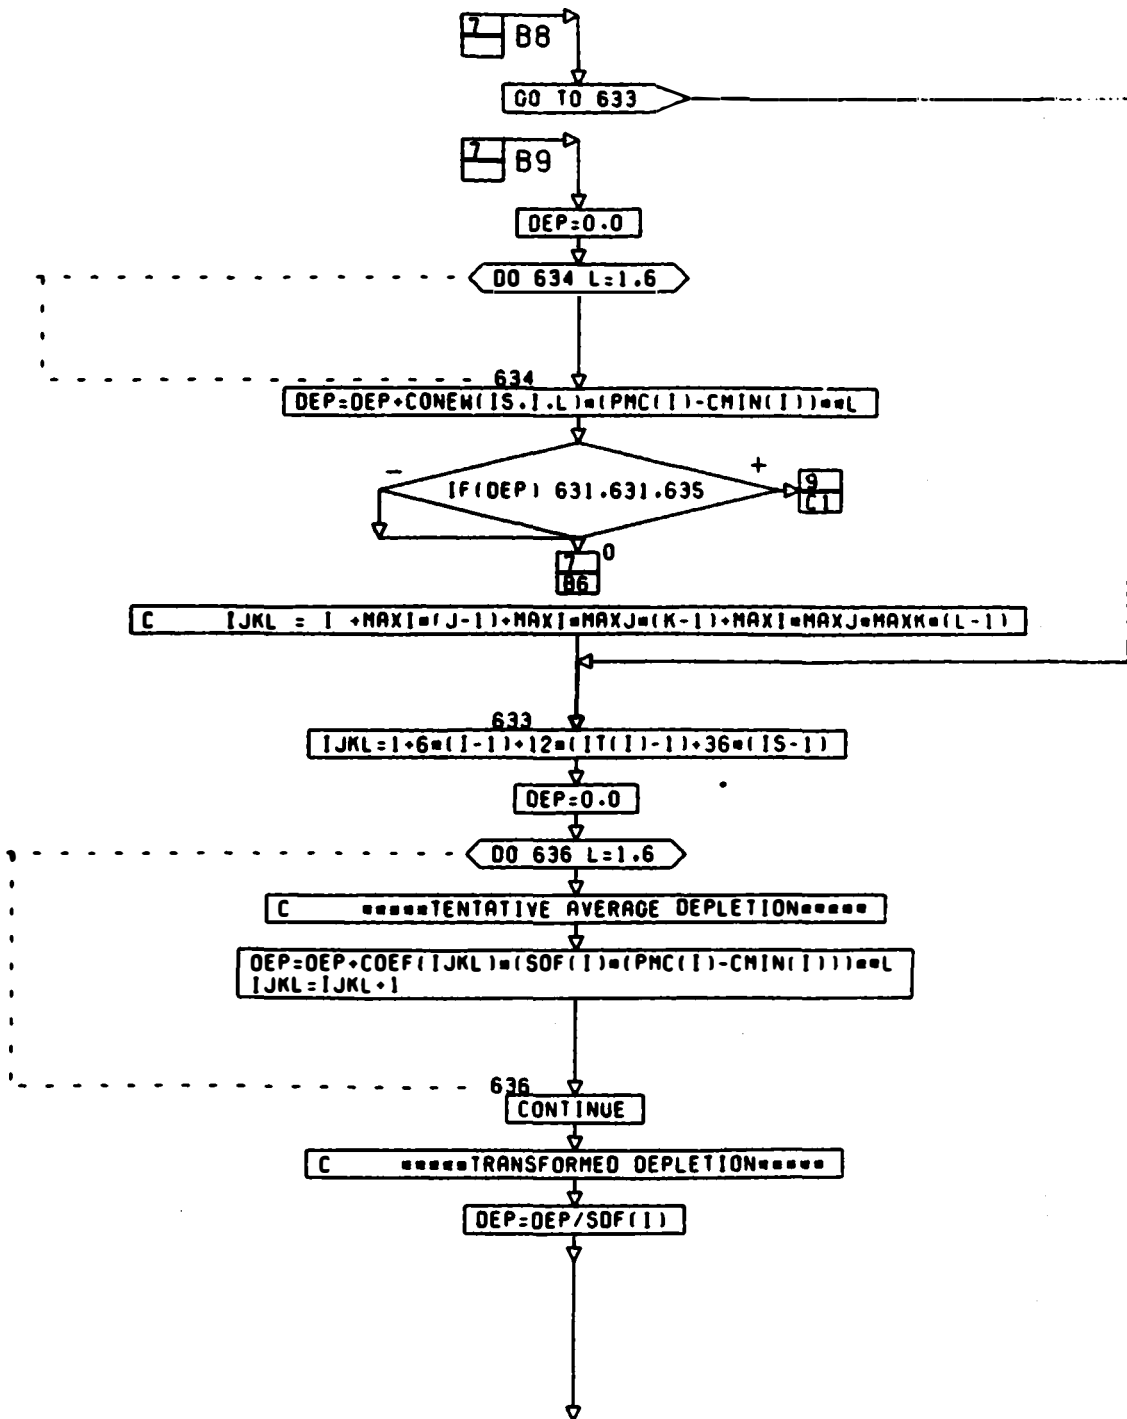 7
B8
GO TO 633
7
B9
DEP=0.0
DO 634 L=1.6
634
DEP=DEP+CONEW(IS.I.L)*(PMC(I)-CMIN(I))**L
- +
IF(DEP) 631.631.635
9
C1
0
7
B6
C IJKL = I +MAXI*(J-1)+MAXI*MAXJ*(K-1)+MAXI*MAXJ*MAXK*(L-1)
633
IJKL=1+6*(I-1)+12*(IT(I)-1)+36*(IS-1)
DEP=0.0
DO 636 L=1.6
C *****TENTATIVE AVERAGE DEPLETION*****
DEP=DEP+COEF(IJKL)*(SDF(I)*(PMC(I)-CMIN(I)))**L
IJKL=IJKL+1
636
CONTINUE
C *****TRANSFORMED DEPLETION*****
DEP=DEP/SDF(I)